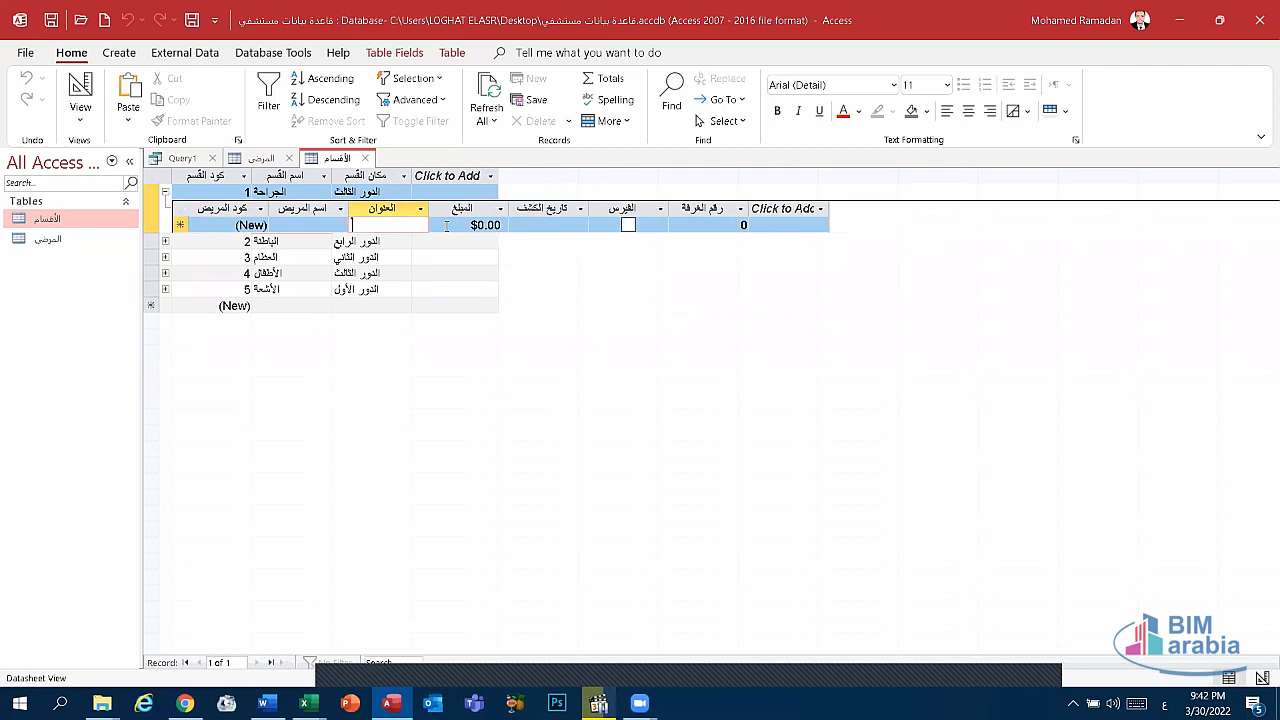 قاعدة بيانات مستشفي : Database- C:\Users\LOGHAT ELASR\Desktop\قاعدة بيانات مستشفي.accdb (Access 2007 - 2016 file format) - Access
Mohamed Ramadan
File Home Create External Data Database Tools Help Table Fields Table Tell me what you want to do
View Paste Cut Copy Format Painter
Filter Ascending Descending Remove Sort Selection Advanced Toggle Filter
Refresh All New Save Delete Totals Spelling More
Find Replace Go To Select
Arial (Detail) 11
B I U A
Undo Views Clipboard Sort & Filter Records Find Text Formatting
All Access ...
Search...
Tables
الأقسام
المرضى
Query1 المرضى الأقسام
كود القسم اسم القسم مكان القسم Click to Add
1 الجراحة الدور الثالث
كود المريض اسم المريض العنوان المبلغ تاريخ الكشف الفيرس رقم الغرفة Click to Add
(New) $0.00 0
2 الباطنة الدور الرابع
3 العظام الدور الثاني
4 الأطفال الدور الثالث
5 الأشعة الدور الأول
(New)
BIM
arabia
Record: 1 of 1 No Filter Search
Datasheet View
9:42 PM
3/30/2022
ع
5